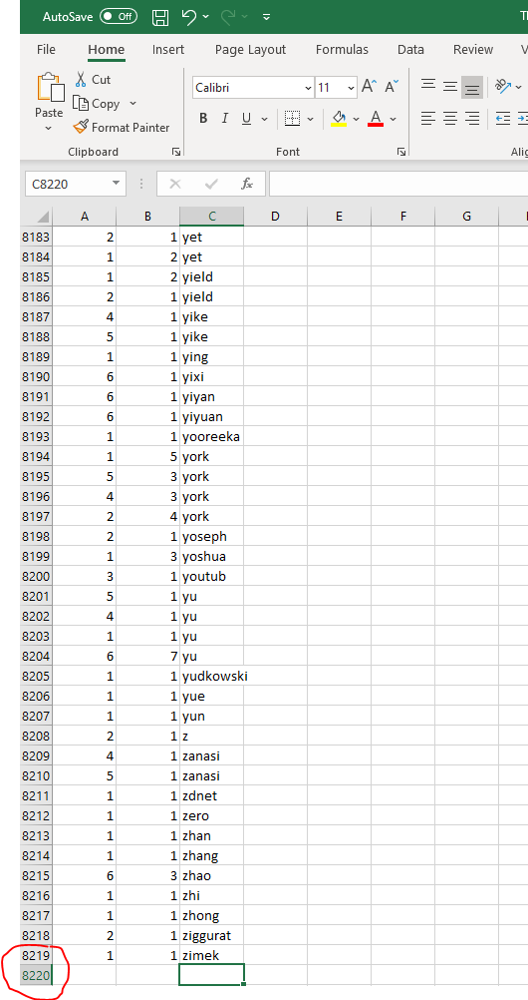 AutoSave Off
File Home Insert Page Layout Formulas Data Review
Calibri 11
Paste
Cut
Copy
Format Painter
B I U A
Clipboard Font
C8220 fx
A B C D E F G
8183 2 1 yet
8184 1 2 yet
8185 1 2 yield
8186 2 1 yield
8187 4 1 yike
8188 5 1 yike
8189 1 1 ying
8190 6 1 yixi
8191 6 1 yiyan
8192 6 1 yiyuan
8193 1 1 yooreeka
8194 1 5 york
8195 5 3 york
8196 4 3 york
8197 2 4 york
8198 2 1 yoseph
8199 1 3 yoshua
8200 3 1 youtub
8201 5 1 yu
8202 4 1 yu
8203 1 1 yu
8204 6 7 yu
8205 1 1 yudkowski
8206 1 1 yue
8207 1 1 yun
8208 2 1 z
8209 4 1 zanasi
8210 5 1 zanasi
8211 1 1 zdnet
8212 1 1 zero
8213 1 1 zhan
8214 1 1 zhang
8215 6 3 zhao
8216 1 1 zhi
8217 1 1 zhong
8218 2 1 ziggurat
8219 1 1 zimek
8220